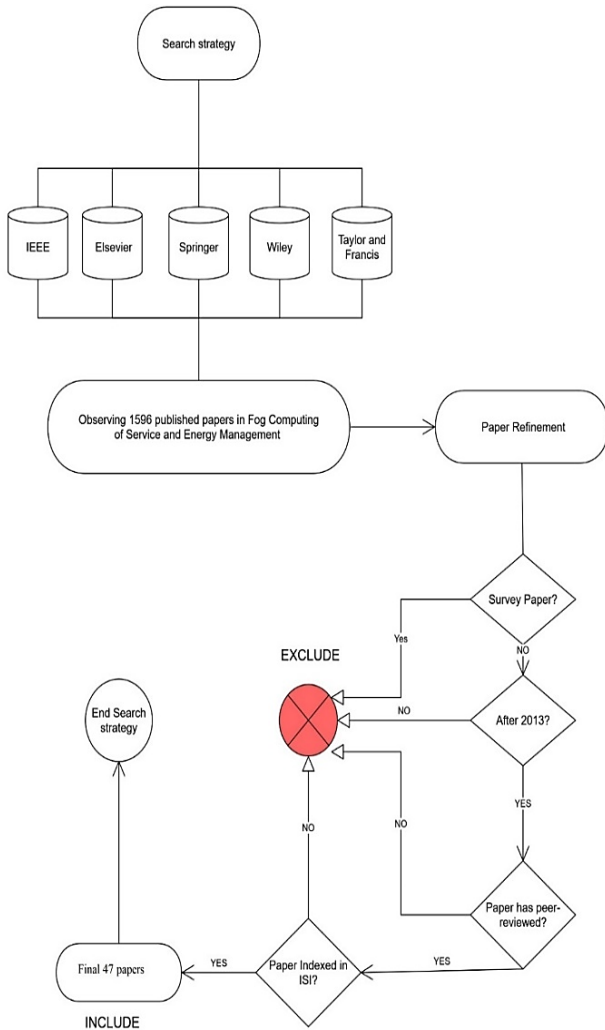 Search strategy
IEEE
Elsevier
Springer
Wiley
Taylor and
Francis
Observing 1596 published papers in Fog Computing
of Service and Energy Management
Paper Refinement
Survey Paper?
Yes
NO
EXCLUDE
After 2013?
NO
End Search
strategy
YES
NO
NO
Paper has peer-
reviewed?
YES
Paper Indexed in
ISI?
YES
Final 47 papers
INCLUDE